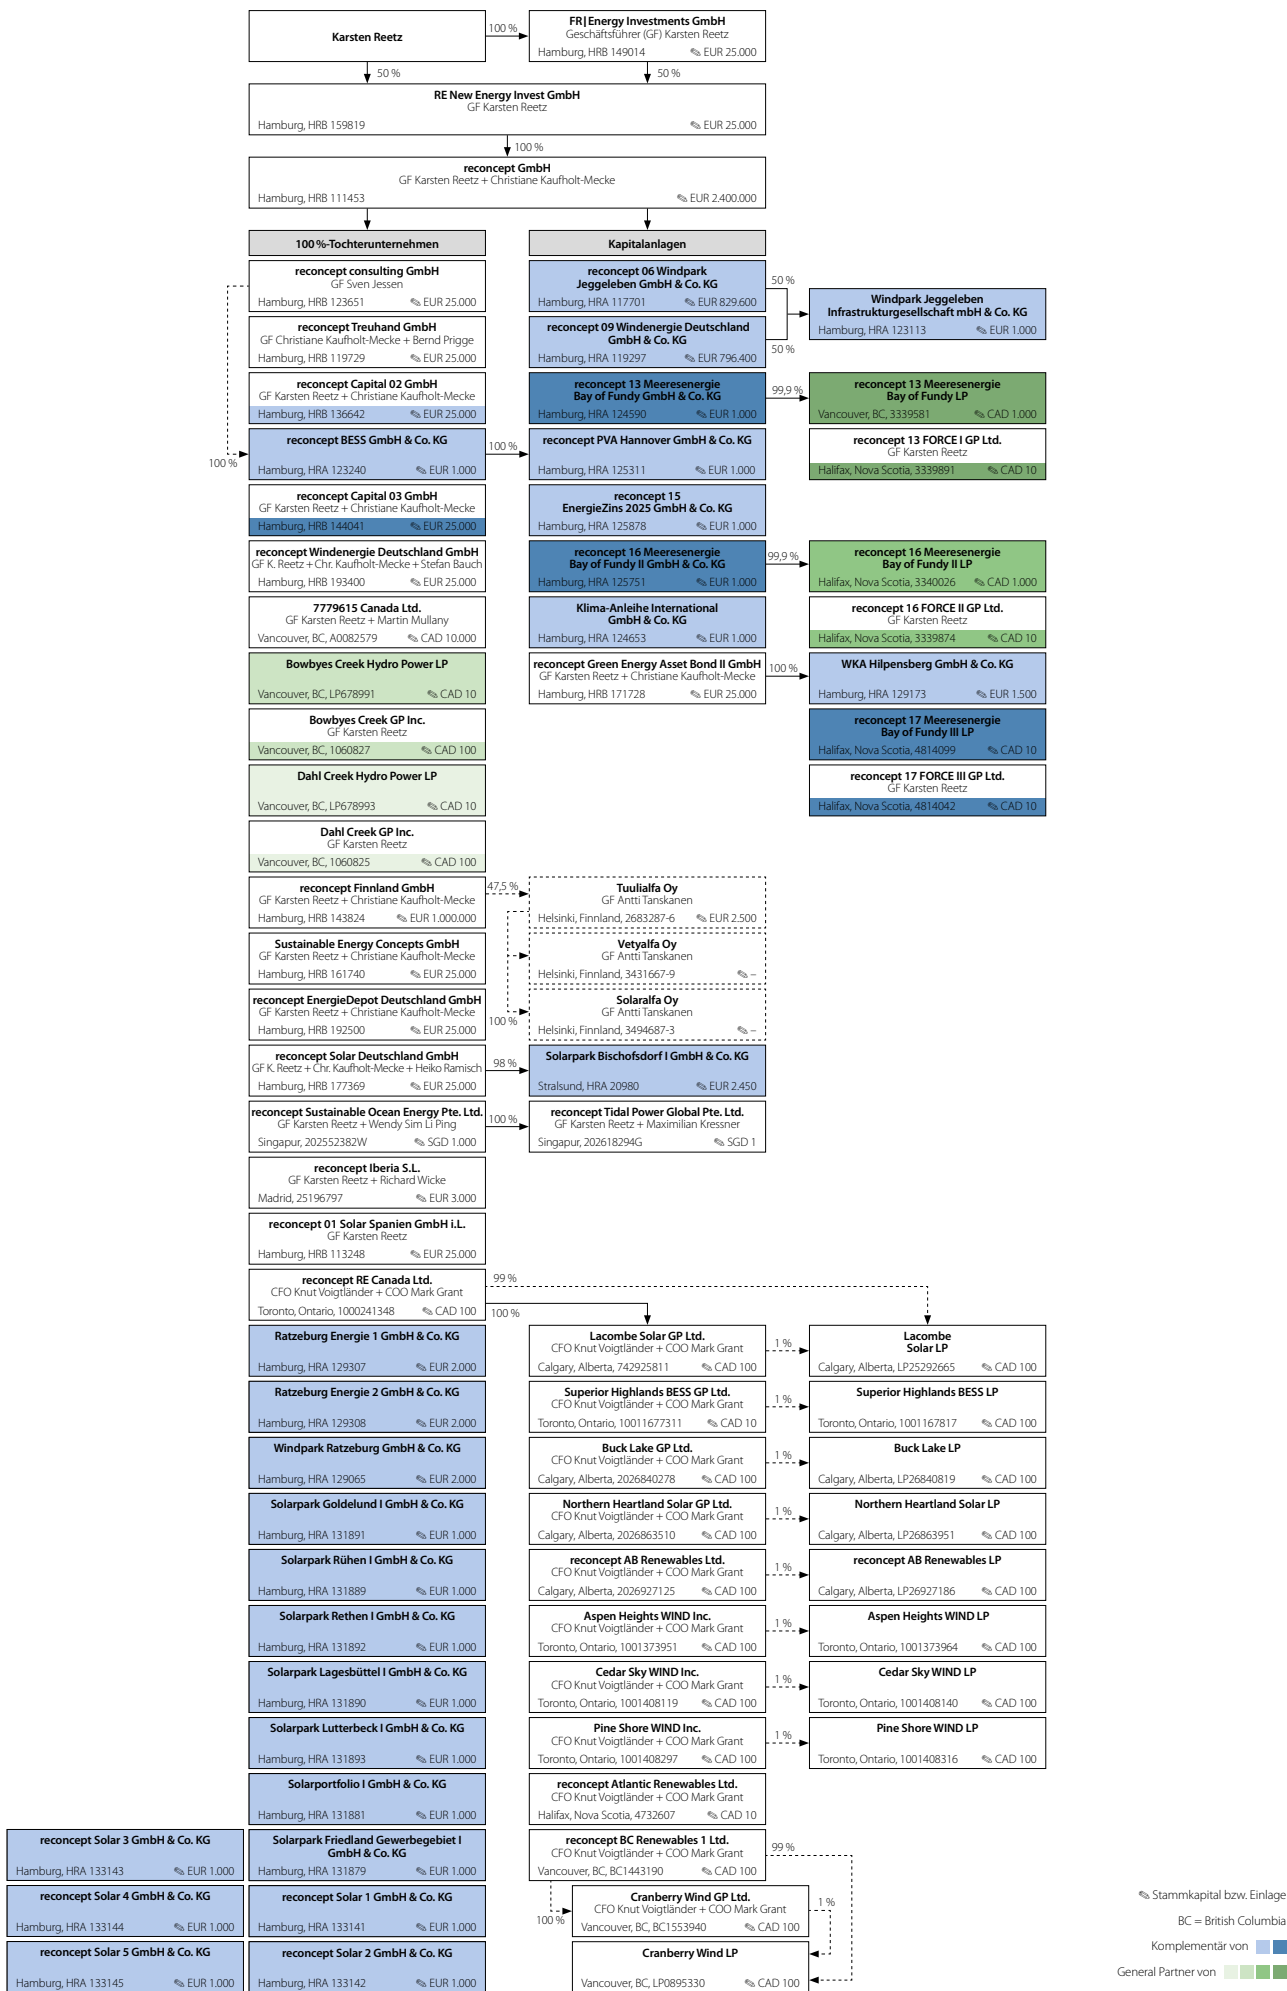 Karsten Reetz
100 %
FR|Energy Investments GmbH
Geschäftsführer (GF) Karsten Reetz
Hamburg, HRB 149014 ✎ EUR 25.000
50 %
50 %
RE New Energy Invest GmbH
GF Karsten Reetz
Hamburg, HRB 159819 ✎ EUR 25.000
100 %
reconcept GmbH
GF Karsten Reetz + Christiane Kaufholt-Mecke
Hamburg, HRB 111453 ✎ EUR 2.400.000
100 %-Tochterunternehmen
reconcept consulting GmbH
GF Sven Jessen
Hamburg, HRB 123651 ✎ EUR 25.000
reconcept Treuhand GmbH
GF Christiane Kaufholt-Mecke + Bernd Prigge
Hamburg, HRB 119729 ✎ EUR 25.000
reconcept Capital 02 GmbH
GF Karsten Reetz + Christiane Kaufholt-Mecke
Hamburg, HRB 136642 ✎ EUR 25.000
100 %
reconcept BESS GmbH & Co. KG
Hamburg, HRA 123240 ✎ EUR 1.000
reconcept Capital 03 GmbH
GF Karsten Reetz + Christiane Kaufholt-Mecke
Hamburg, HRB 144041 ✎ EUR 25.000
reconcept Windenergie Deutschland GmbH
GF K. Reetz + Chr. Kaufholt-Mecke + Stefan Bauch
Hamburg, HRB 193400 ✎ EUR 25.000
7779615 Canada Ltd.
GF Karsten Reetz + Martin Mullany
Vancouver, BC, A0082579 ✎ CAD 10.000
Bowbyes Creek Hydro Power LP
Vancouver, BC, LP678991 ✎ CAD 10
Bowbyes Creek GP Inc.
GF Karsten Reetz
Vancouver, BC, 1060827 ✎ CAD 100
Dahl Creek Hydro Power LP
Vancouver, BC, LP678993 ✎ CAD 10
Dahl Creek GP Inc.
GF Karsten Reetz
Vancouver, BC, 1060825 ✎ CAD 100
reconcept Finnland GmbH
GF Karsten Reetz + Christiane Kaufholt-Mecke
Hamburg, HRB 143824 ✎ EUR 1.000.000
Sustainable Energy Concepts GmbH
GF Karsten Reetz + Christiane Kaufholt-Mecke
Hamburg, HRB 161740 ✎ EUR 25.000
reconcept EnergieDepot Deutschland GmbH
GF Karsten Reetz + Christiane Kaufholt-Mecke
Hamburg, HRB 192500 ✎ EUR 25.000
reconcept Solar Deutschland GmbH
GF K. Reetz + Chr. Kaufholt-Mecke + Heiko Ramisch
Hamburg, HRB 177369 ✎ EUR 25.000
reconcept Sustainable Ocean Energy Pte. Ltd.
GF Karsten Reetz + Wendy Sim Li Ping
Singapur, 202552382W ✎ SGD 1.000
reconcept Iberia S.L.
GF Karsten Reetz + Richard Wicke
Madrid, 25196797 ✎ EUR 3.000
reconcept 01 Solar Spanien GmbH i.L.
GF Karsten Reetz
Hamburg, HRB 113248 ✎ EUR 25.000
reconcept RE Canada Ltd.
CFO Knut Voigtländer + COO Mark Grant
Toronto, Ontario, 1000241348 ✎ CAD 100
Ratzeburg Energie 1 GmbH & Co. KG
Hamburg, HRA 129307 ✎ EUR 2.000
Ratzeburg Energie 2 GmbH & Co. KG
Hamburg, HRA 129308 ✎ EUR 2.000
Windpark Ratzeburg GmbH & Co. KG
Hamburg, HRA 129065 ✎ EUR 2.000
Solarpark Goldelund I GmbH & Co. KG
Hamburg, HRA 131891 ✎ EUR 1.000
Solarpark Rühen I GmbH & Co. KG
Hamburg, HRA 131889 ✎ EUR 1.000
Solarpark Rethen I GmbH & Co. KG
Hamburg, HRA 131892 ✎ EUR 1.000
Solarpark Lagesbüttel I GmbH & Co. KG
Hamburg, HRA 131890 ✎ EUR 1.000
Solarpark Lutterbeck I GmbH & Co. KG
Hamburg, HRA 131893 ✎ EUR 1.000
Solarportfolio I GmbH & Co. KG
Hamburg, HRA 131881 ✎ EUR 1.000
Solarpark Friedland Gewerbegebiet I
GmbH & Co. KG
Hamburg, HRA 131879 ✎ EUR 1.000
reconcept Solar 1 GmbH & Co. KG
Hamburg, HRA 133141 ✎ EUR 1.000
reconcept Solar 2 GmbH & Co. KG
Hamburg, HRA 133142 ✎ EUR 1.000
reconcept Solar 3 GmbH & Co. KG
Hamburg, HRA 133143 ✎ EUR 1.000
reconcept Solar 4 GmbH & Co. KG
Hamburg, HRA 133144 ✎ EUR 1.000
reconcept Solar 5 GmbH & Co. KG
Hamburg, HRA 133145 ✎ EUR 1.000
Kapitalanlagen
reconcept 06 Windpark
Jeggeleben GmbH & Co. KG
Hamburg, HRA 117701 ✎ EUR 829.600
50 %
reconcept 09 Windenergie Deutschland
GmbH & Co. KG
Hamburg, HRA 119297 ✎ EUR 796.400
50 %
Windpark Jeggeleben
Infrastrukturgesellschaft mbH & Co. KG
Hamburg, HRA 123113 ✎ EUR 1.000
reconcept 13 Meeresenergie
Bay of Fundy GmbH & Co. KG
Hamburg, HRA 124590 ✎ EUR 1.000
99,9 %
reconcept 13 Meeresenergie
Bay of Fundy LP
Vancouver, BC, 3339581 ✎ CAD 1.000
100 %
reconcept PVA Hannover GmbH & Co. KG
Hamburg, HRA 125311 ✎ EUR 1.000
reconcept 13 FORCE I GP Ltd.
GF Karsten Reetz
Halifax, Nova Scotia, 3339891 ✎ CAD 10
reconcept 15
EnergieZins 2025 GmbH & Co. KG
Hamburg, HRA 125878 ✎ EUR 1.000
reconcept 16 Meeresenergie
Bay of Fundy II GmbH & Co. KG
Hamburg, HRA 125751 ✎ EUR 1.000
99,9 %
reconcept 16 Meeresenergie
Bay of Fundy II LP
Halifax, Nova Scotia, 3340026 ✎ CAD 1.000
Klima-Anleihe International
GmbH & Co. KG
Hamburg, HRA 124653 ✎ EUR 1.000
reconcept 16 FORCE II GP Ltd.
GF Karsten Reetz
Halifax, Nova Scotia, 3339874 ✎ CAD 10
reconcept Green Energy Asset Bond II GmbH
GF Karsten Reetz + Christiane Kaufholt-Mecke
Hamburg, HRB 171728 ✎ EUR 25.000
100 %
WKA Hilpensberg GmbH & Co. KG
Hamburg, HRA 129173 ✎ EUR 1.500
reconcept 17 Meeresenergie
Bay of Fundy III LP
Halifax, Nova Scotia, 4814099 ✎ CAD 10
reconcept 17 FORCE III GP Ltd.
GF Karsten Reetz
Halifax, Nova Scotia, 4814042 ✎ CAD 10
47,5 %
Tuulialfa Oy
GF Antti Tanskanen
Helsinki, Finnland, 2683287-6 ✎ EUR 2.500
Vetyalfa Oy
GF Antti Tanskanen
Helsinki, Finnland, 3431667-9 ✎ –
100 %
Solaralfa Oy
GF Antti Tanskanen
Helsinki, Finnland, 3494687-3 ✎ –
98 %
Solarpark Bischofsdorf I GmbH & Co. KG
Stralsund, HRA 20980 ✎ EUR 2.450
100 %
reconcept Tidal Power Global Pte. Ltd.
GF Karsten Reetz + Maximilian Kressner
Singapur, 202618294G ✎ SGD 1
99 %
100 %
Lacombe Solar GP Ltd.
CFO Knut Voigtländer + COO Mark Grant
Calgary, Alberta, 742925811 ✎ CAD 100
1 %
Lacombe
Solar LP
Calgary, Alberta, LP25292665 ✎ CAD 100
Superior Highlands BESS GP Ltd.
CFO Knut Voigtländer + COO Mark Grant
Toronto, Ontario, 10011677311 ✎ CAD 10
1 %
Superior Highlands BESS LP
Toronto, Ontario, 1001167817 ✎ CAD 100
Buck Lake GP Ltd.
CFO Knut Voigtländer + COO Mark Grant
Calgary, Alberta, 2026840278 ✎ CAD 100
1 %
Buck Lake LP
Calgary, Alberta, LP26840819 ✎ CAD 100
Northern Heartland Solar GP Ltd.
CFO Knut Voigtländer + COO Mark Grant
Calgary, Alberta, 2026863510 ✎ CAD 100
1 %
Northern Heartland Solar LP
Calgary, Alberta, LP26863951 ✎ CAD 100
reconcept AB Renewables Ltd.
CFO Knut Voigtländer + COO Mark Grant
Calgary, Alberta, 2026927125 ✎ CAD 100
1 %
reconcept AB Renewables LP
Calgary, Alberta, LP26927186 ✎ CAD 100
Aspen Heights WIND Inc.
CFO Knut Voigtländer + COO Mark Grant
Toronto, Ontario, 1001373951 ✎ CAD 100
1 %
Aspen Heights WIND LP
Toronto, Ontario, 1001373964 ✎ CAD 100
Cedar Sky WIND Inc.
CFO Knut Voigtländer + COO Mark Grant
Toronto, Ontario, 1001408119 ✎ CAD 100
1 %
Cedar Sky WIND LP
Toronto, Ontario, 1001408140 ✎ CAD 100
Pine Shore WIND Inc.
CFO Knut Voigtländer + COO Mark Grant
Toronto, Ontario, 1001408297 ✎ CAD 100
1 %
Pine Shore WIND LP
Toronto, Ontario, 1001408316 ✎ CAD 100
reconcept Atlantic Renewables Ltd.
CFO Knut Voigtländer + COO Mark Grant
Halifax, Nova Scotia, 4732607 ✎ CAD 10
reconcept BC Renewables 1 Ltd.
CFO Knut Voigtländer + COO Mark Grant
Vancouver, BC, BC1443190 ✎ CAD 100
99 %
100 %
Cranberry Wind GP Ltd.
CFO Knut Voigtländer + COO Mark Grant
Vancouver, BC, BC1553940 ✎ CAD 100
1 %
Cranberry Wind LP
Vancouver, BC, LP0895330 ✎ CAD 100
✎ Stammkapital bzw. Einlage
BC = British Columbia
Komplementär von
General Partner von